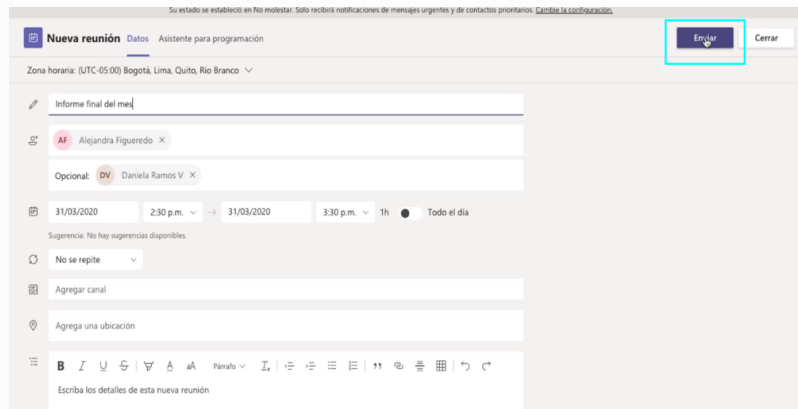 Su estado se estableció en No molestar. Solo recibirá notificaciones de mensajes urgentes y de contactos prioritarios. Cambie la configuración.
Nueva reunión Datos Asistente para programación Enviar Cerrar
Zona horaria: (UTC-05:00) Bogotá, Lima, Quito, Rio Branco
Informe final del mes
AF Alejandra Figueredo ×
Opcional: DV Daniela Ramos V ×
31/03/2020 2:30 p.m. → 31/03/2020 3:30 p.m. 1h Todo el día
Sugerencia: No hay sugerencias disponibles.
No se repite
Agregar canal
Agrega una ubicación
B I U S A A AA Párrafo
Escriba los detalles de esta nueva reunión